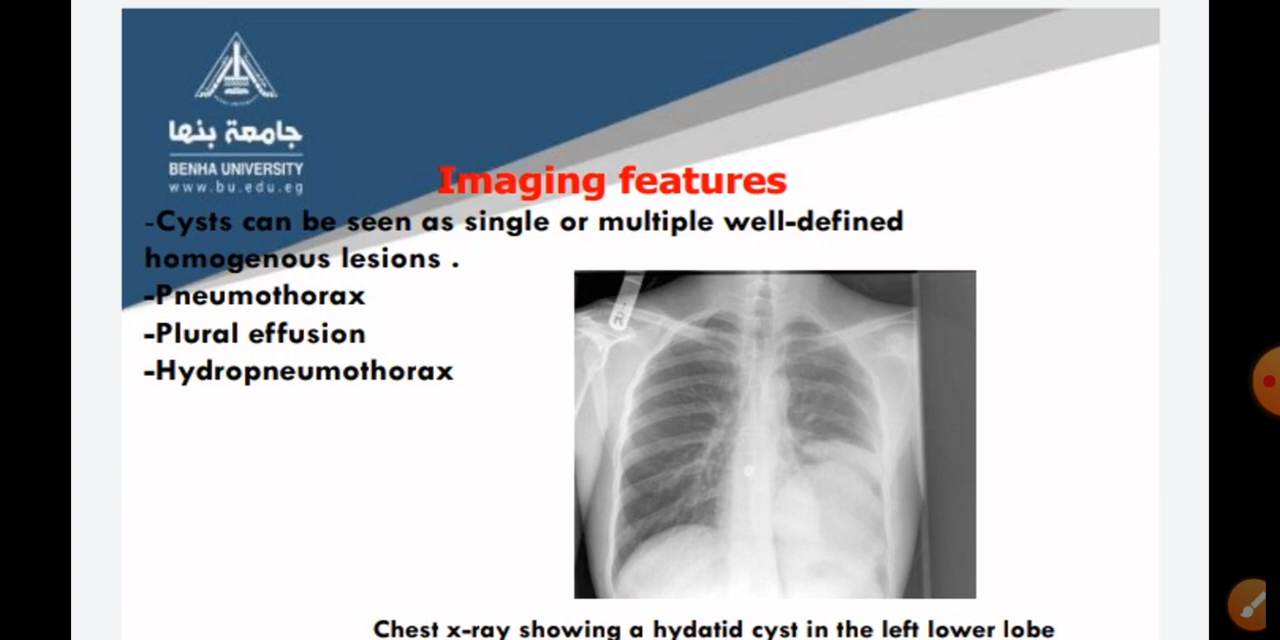 جامعة بنها
BENHA UNIVERSITY
www.bu.edu.eg
Imaging features
-Cysts can be seen as single or multiple well-defined
homogenous lesions .
-Pneumothorax
-Plural effusion
-Hydropneumothorax
Chest x-ray showing a hydatid cyst in the left lower lobe